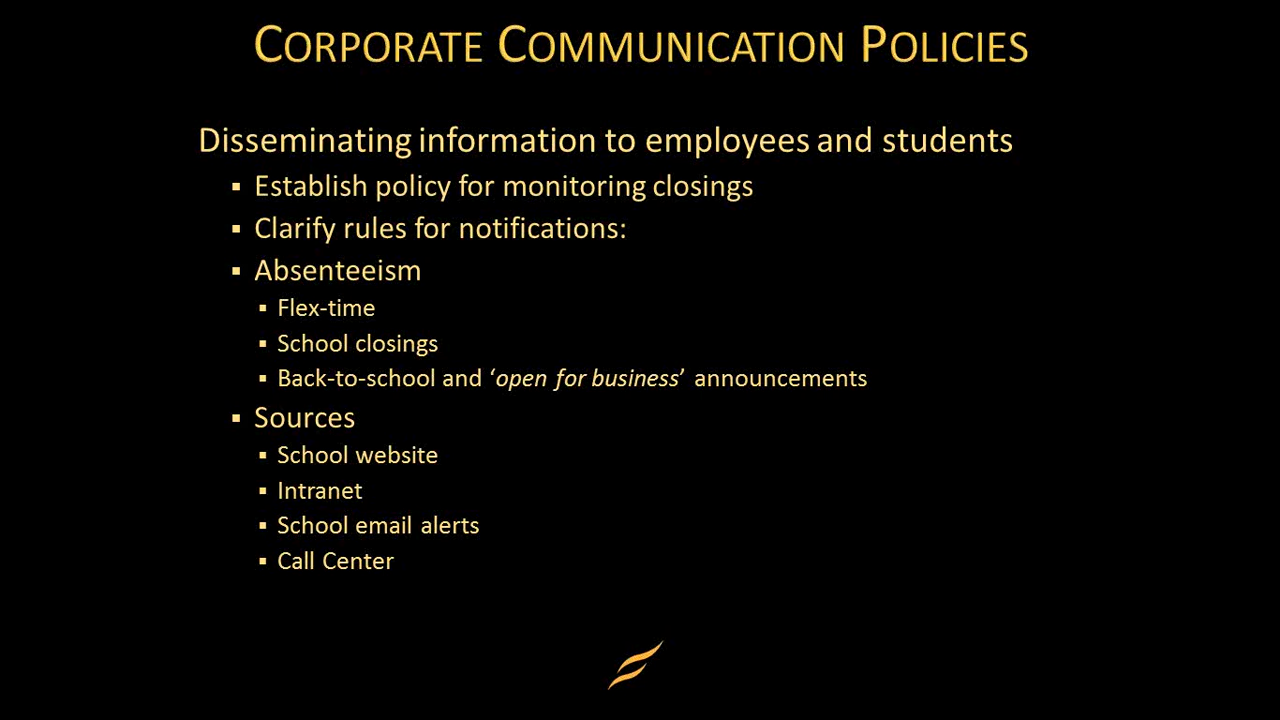 CORPORATE COMMUNICATION POLICIES
Disseminating information to employees and students
▪ Establish policy for monitoring closings
▪ Clarify rules for notifications:
▪ Absenteeism
▪ Flex-time
▪ School closings
▪ Back-to-school and ‘open for business’ announcements
▪ Sources
▪ School website
▪ Intranet
▪ School email alerts
▪ Call Center